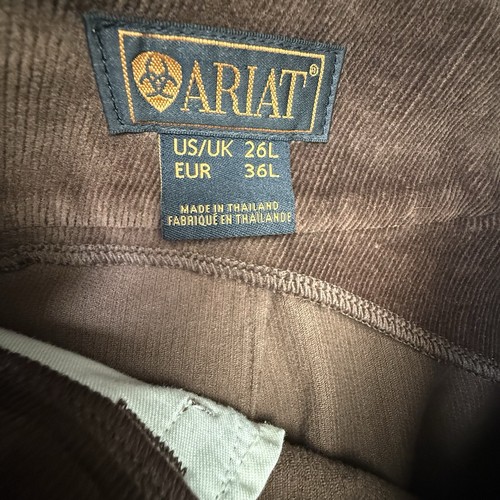 ARIAT®
US/UK 26L
EUR 36L
MADE IN THAILAND
FABRIQUÉ EN THAÏLANDE